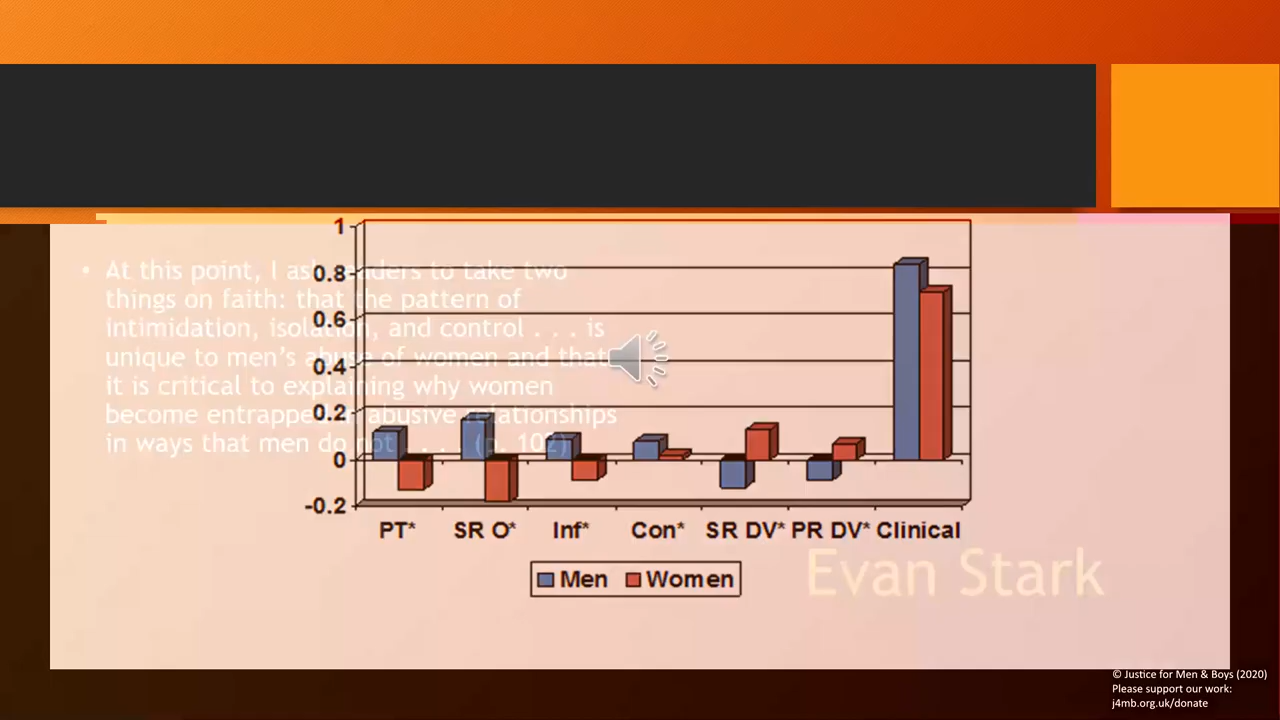 • At this point, I ask readers to take two
things on faith: that the pattern of
intimidation, isolation, and control . . . is
unique to men’s abuse of women and that
it is critical to explaining why women
become entrapped in abusive relationships
in ways that men do not . . . . (p. 102)
Evan Stark
1
0.8
0.6
0.4
0.2
0
-0.2
PT* SR O* Inf* Con* SR DV* PR DV* Clinical
Men Women
© Justice for Men & Boys (2020)
Please support our work:
j4mb.org.uk/donate